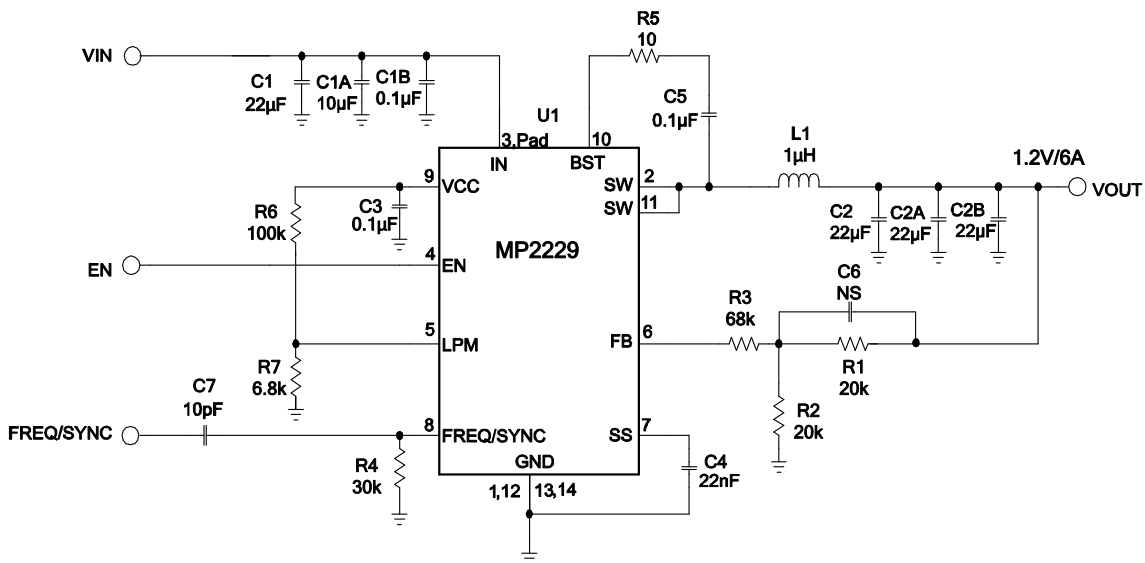 R5
10
VIN
C1
22µF
C1A
10µF
C1B
0.1µF
C5
0.1µF
U1
3,Pad
10
IN
BST
L1
1µH
1.2V/6A
VOUT
9
VCC
SW
2
SW
11
R6
100k
C3
0.1µF
C2
22µF
C2A
22µF
C2B
22µF
MP2229
EN
4
EN
C6
NS
R3
68k
5
LPM
FB
6
R1
20k
R7
6.8k
C7
10pF
R2
20k
FREQ/SYNC
8
FREQ/SYNC
SS
7
R4
30k
GND
C4
22nF
1,12
13,14